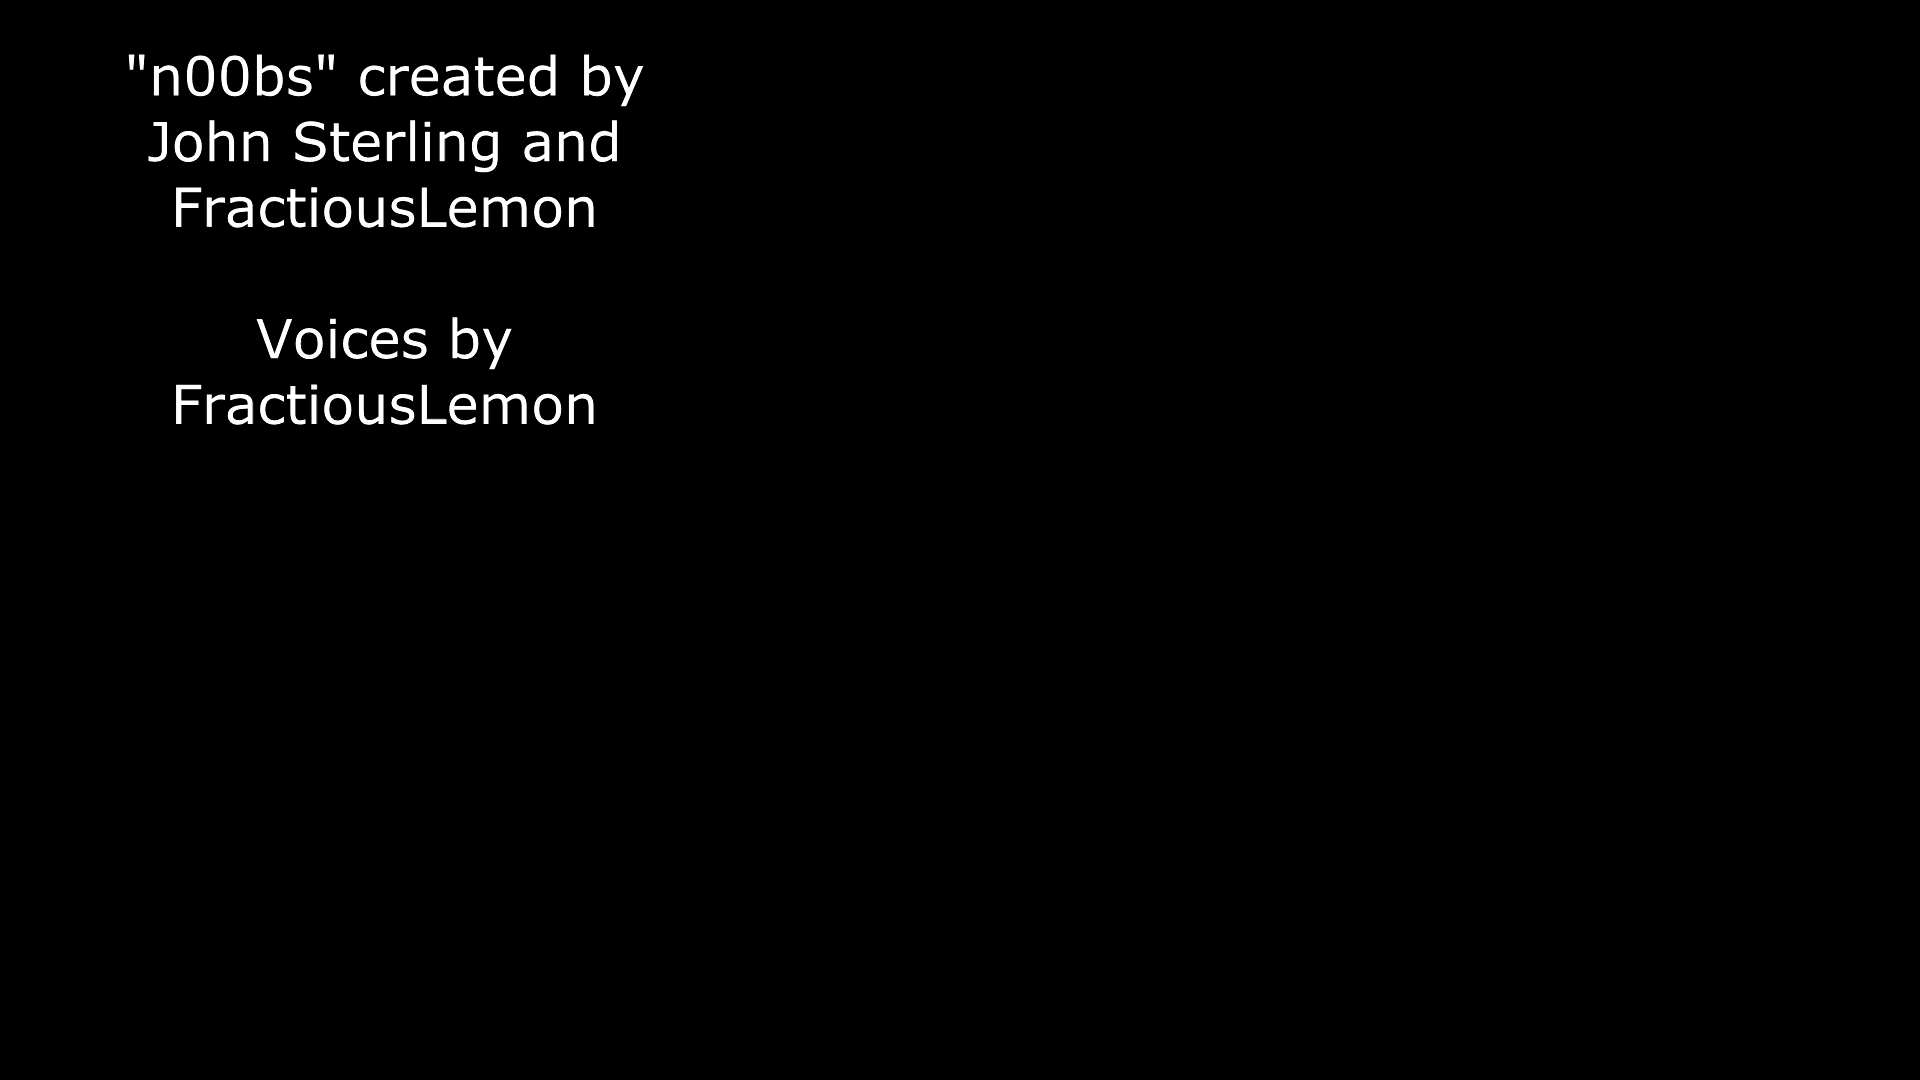 "n00bs" created by
John Sterling and
FractiousLemon
Voices by
FractiousLemon